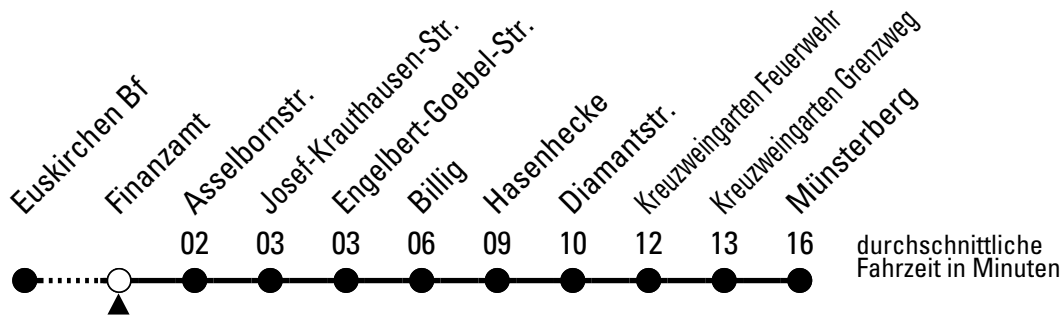 Euskirchen Bf
Finanzamt
Asselbornstr.
Josef-Krauthausen-Str.
Engelbert-Goebel-Str.
Billig
Hasenhecke
Diamantstr.
Kreuzweingarten Feuerwehr
Kreuzweingarten Grenzweg
Münsterberg
02 03 03 06 09 10 12 13 16
durchschnittliche
Fahrzeit in Minuten